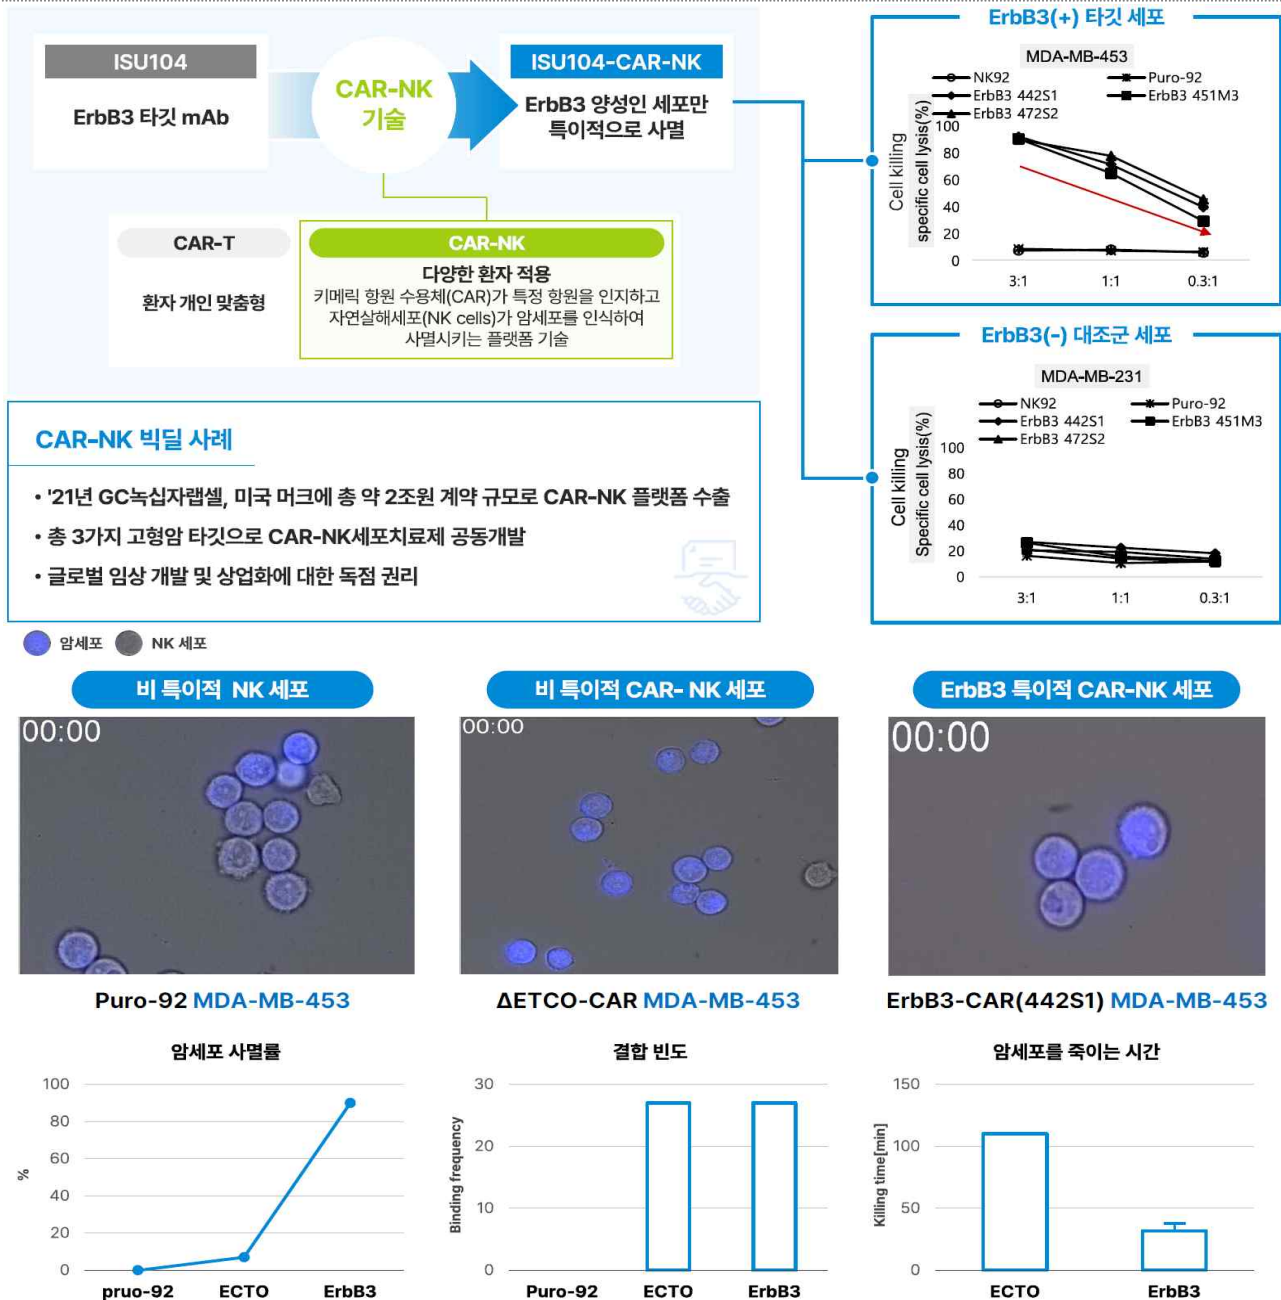 ISU104
ErbB3 타깃 mAb
CAR-NK
기술
ISU104-CAR-NK
ErbB3 양성인 세포만
특이적으로 사멸
CAR-T
환자 개인 맞춤형
CAR-NK
다양한 환자 적용
키메릭 항원 수용체(CAR)가 특정 항원을 인지하고
자연살해세포(NK cells)가 암세포를 인식하여
사멸시키는 플랫폼 기술
ErbB3(+) 타깃 세포
MDA-MB-453
NK92
Puro-92
ErbB3 442S1
ErbB3 451M3
ErbB3 472S2
Cell killing
specific cell lysis(%)
100
80
60
40
20
0
3:1
1:1
0.3:1
ErbB3(-) 대조군 세포
MDA-MB-231
NK92
Puro-92
ErbB3 442S1
ErbB3 451M3
ErbB3 472S2
Cell killing
Specific cell lysis(%)
100
80
60
40
20
0
3:1
1:1
0.3:1
CAR-NK 빅딜 사례
• '21년 GC녹십자랩셀, 미국 머크에 총 약 2조원 계약 규모로 CAR-NK 플랫폼 수출
• 총 3가지 고형암 타깃으로 CAR-NK세포치료제 공동개발
• 글로벌 임상 개발 및 상업화에 대한 독점 권리
암세포
NK 세포
비 특이적 NK 세포
00:00
Puro-92 MDA-MB-453
비 특이적 CAR- NK 세포
00:00
ΔETCO-CAR MDA-MB-453
ErbB3 특이적 CAR-NK 세포
00:00
ErbB3-CAR(442S1) MDA-MB-453
암세포 사멸률
%
100
80
60
40
20
0
pruo-92
ECTO
ErbB3
결합 빈도
Binding frequency
30
20
10
0
Puro-92
ECTO
ErbB3
암세포를 죽이는 시간
Killing time[min]
150
100
50
0
ECTO
ErbB3